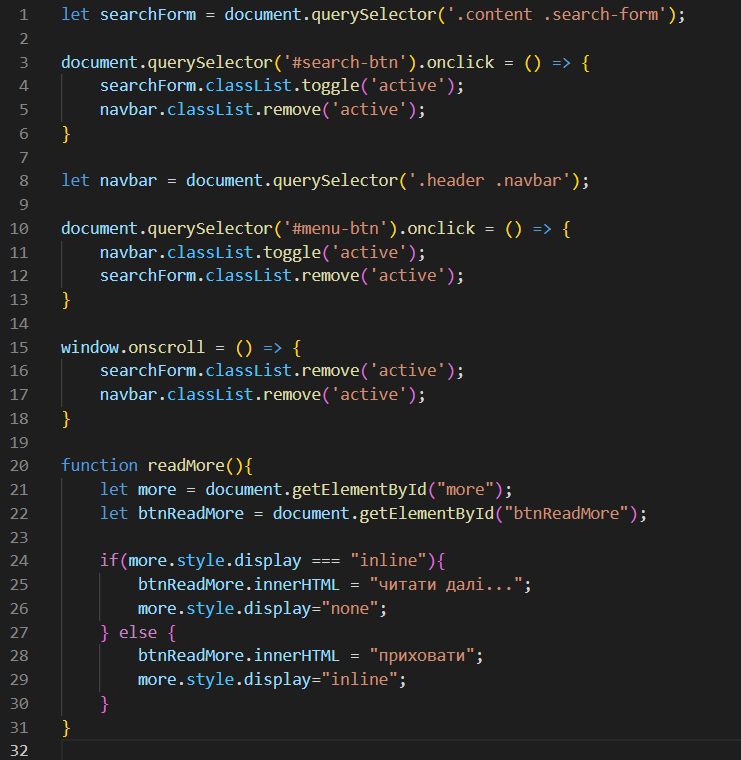 1 let searchForm = document.querySelector('.content .search-form');
2
3 document.querySelector('#search-btn').onclick = () => {
4     searchForm.classList.toggle('active');
5     navbar.classList.remove('active');
6 }
7
8 let navbar = document.querySelector('.header .navbar');
9
10 document.querySelector('#menu-btn').onclick = () => {
11     navbar.classList.toggle('active');
12     searchForm.classList.remove('active');
13 }
14
15 window.onscroll = () => {
16     searchForm.classList.remove('active');
17     navbar.classList.remove('active');
18 }
19
20 function readMore(){
21     let more = document.getElementById("more");
22     let btnReadMore = document.getElementById("btnReadMore");
23
24     if(more.style.display === "inline"){
25         btnReadMore.innerHTML = "читати далі...";
26         more.style.display="none";
27     } else {
28         btnReadMore.innerHTML = "приховати";
29         more.style.display="inline";
30     }
31 }
32